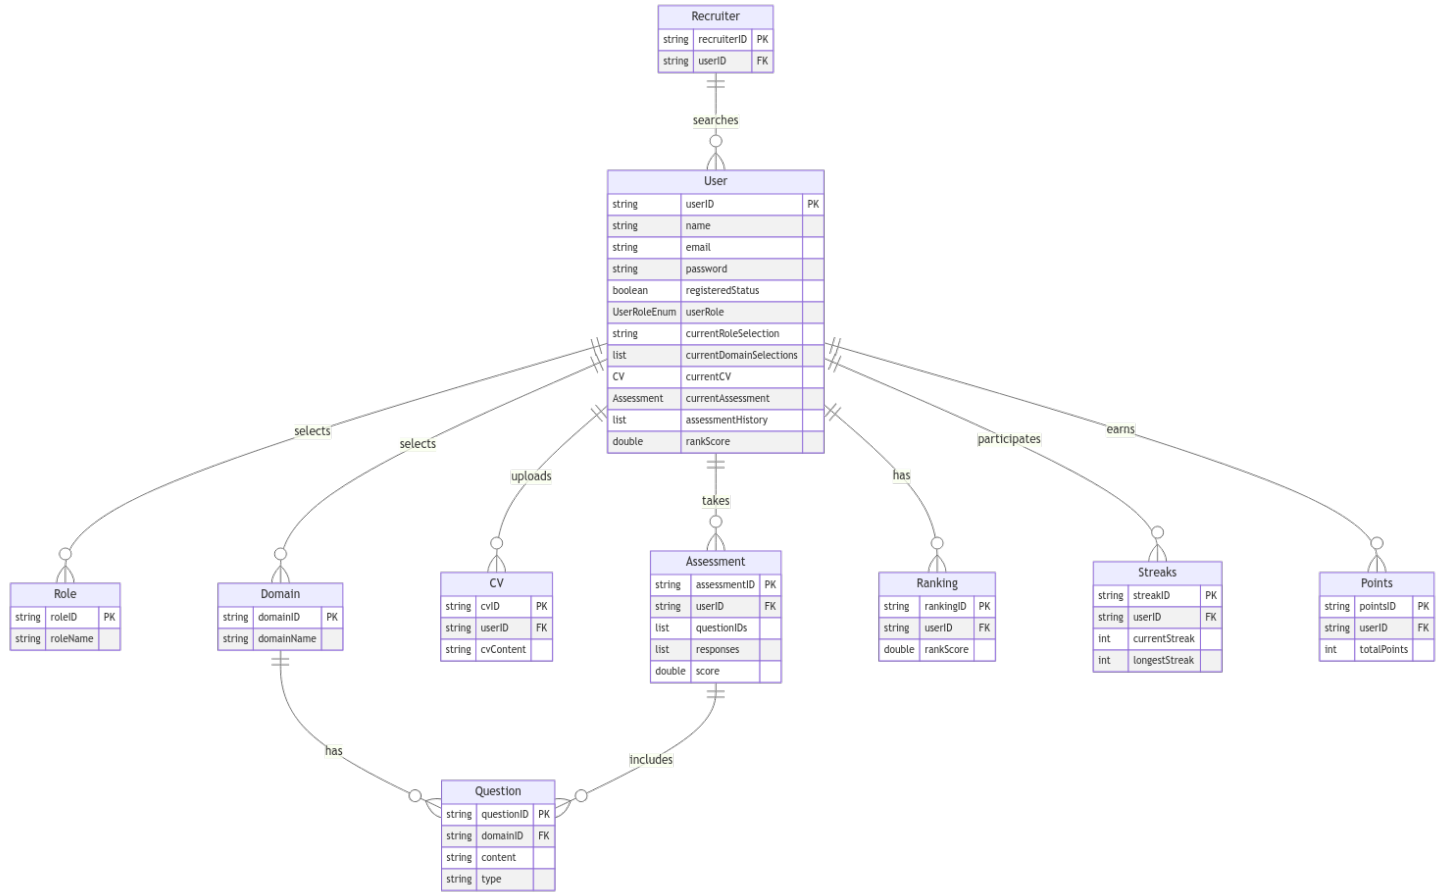 Recruiter
string recruiterID PK
string userID FK
searches
User
string userID PK
string name
string email
string password
boolean registeredStatus
UserRoleEnum userRole
string currentRoleSelection
list currentDomainSelections
CV currentCV
Assessment currentAssessment
list assessmentHistory
double rankScore
selects
selects
uploads
takes
has
participates
earns
Role
string roleID PK
string roleName
Domain
string domainID PK
string domainName
CV
string cvID PK
string userID FK
string cvContent
Assessment
string assessmentID PK
string userID FK
list questionIDs
list responses
double score
Ranking
string rankingID PK
string userID FK
double rankScore
Streaks
string streakID PK
string userID FK
int currentStreak
int longestStreak
Points
string pointsID PK
string userID FK
int totalPoints
has
includes
Question
string questionID PK
string domainID FK
string content
string type